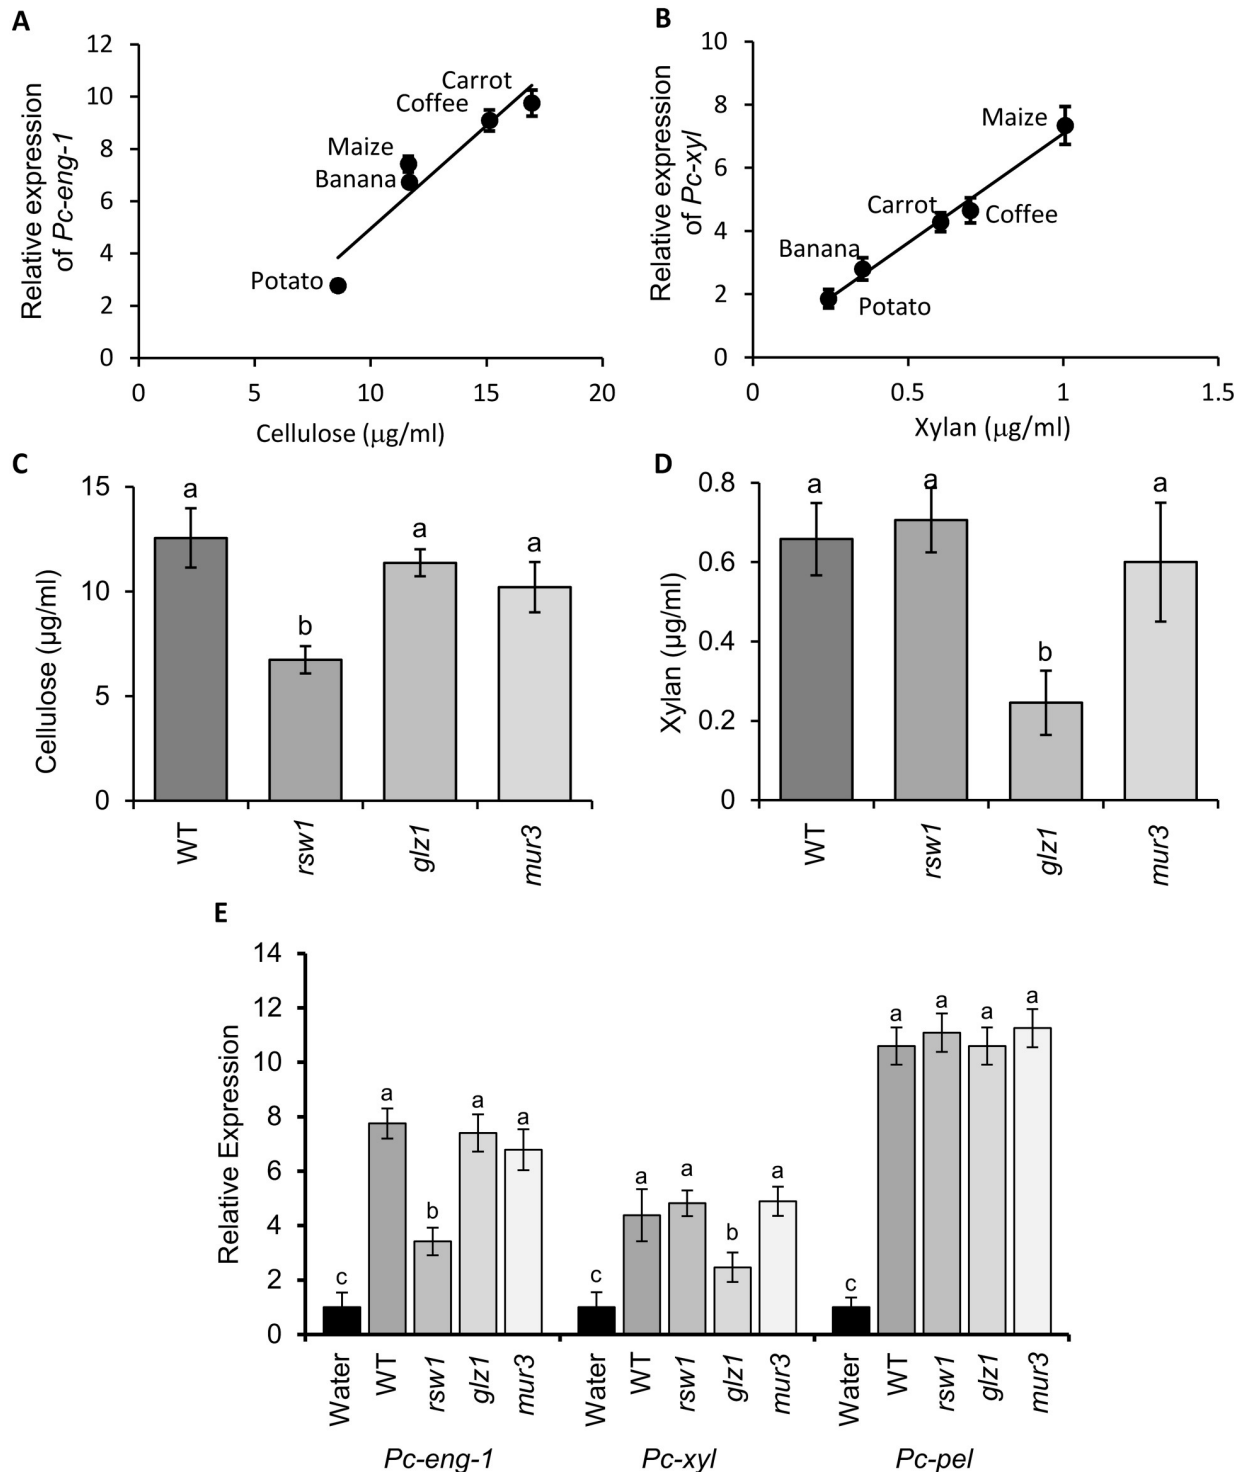 A
12
10
8
6
4
2
0
Relative expression
of Pc-eng-1
Carrot
Coffee
Maize
Banana
Potato
0 5 10 15 20
Cellulose (µg/ml)
B
10
8
6
4
2
0
Relative expression
of Pc-xyl
Maize
Carrot
Coffee
Banana
Potato
0 0.5 1 1.5
Xylan (µg/ml)
C
15
10
5
0
Cellulose (µg/ml)
a
b
a
a
WT rsw1 glz1 mur3
D
0.8
0.6
0.4
0.2
0
Xylan (µg/ml)
a
a
b
a
WT rsw1 glz1 mur3
E
14
12
10
8
6
4
2
0
Relative Expression
c a b a a
c a a b a
c a a a a
Water WT rsw1 glz1 mur3 Water WT rsw1 glz1 mur3 Water WT rsw1 glz1 mur3
Pc-eng-1 Pc-xyl Pc-pel